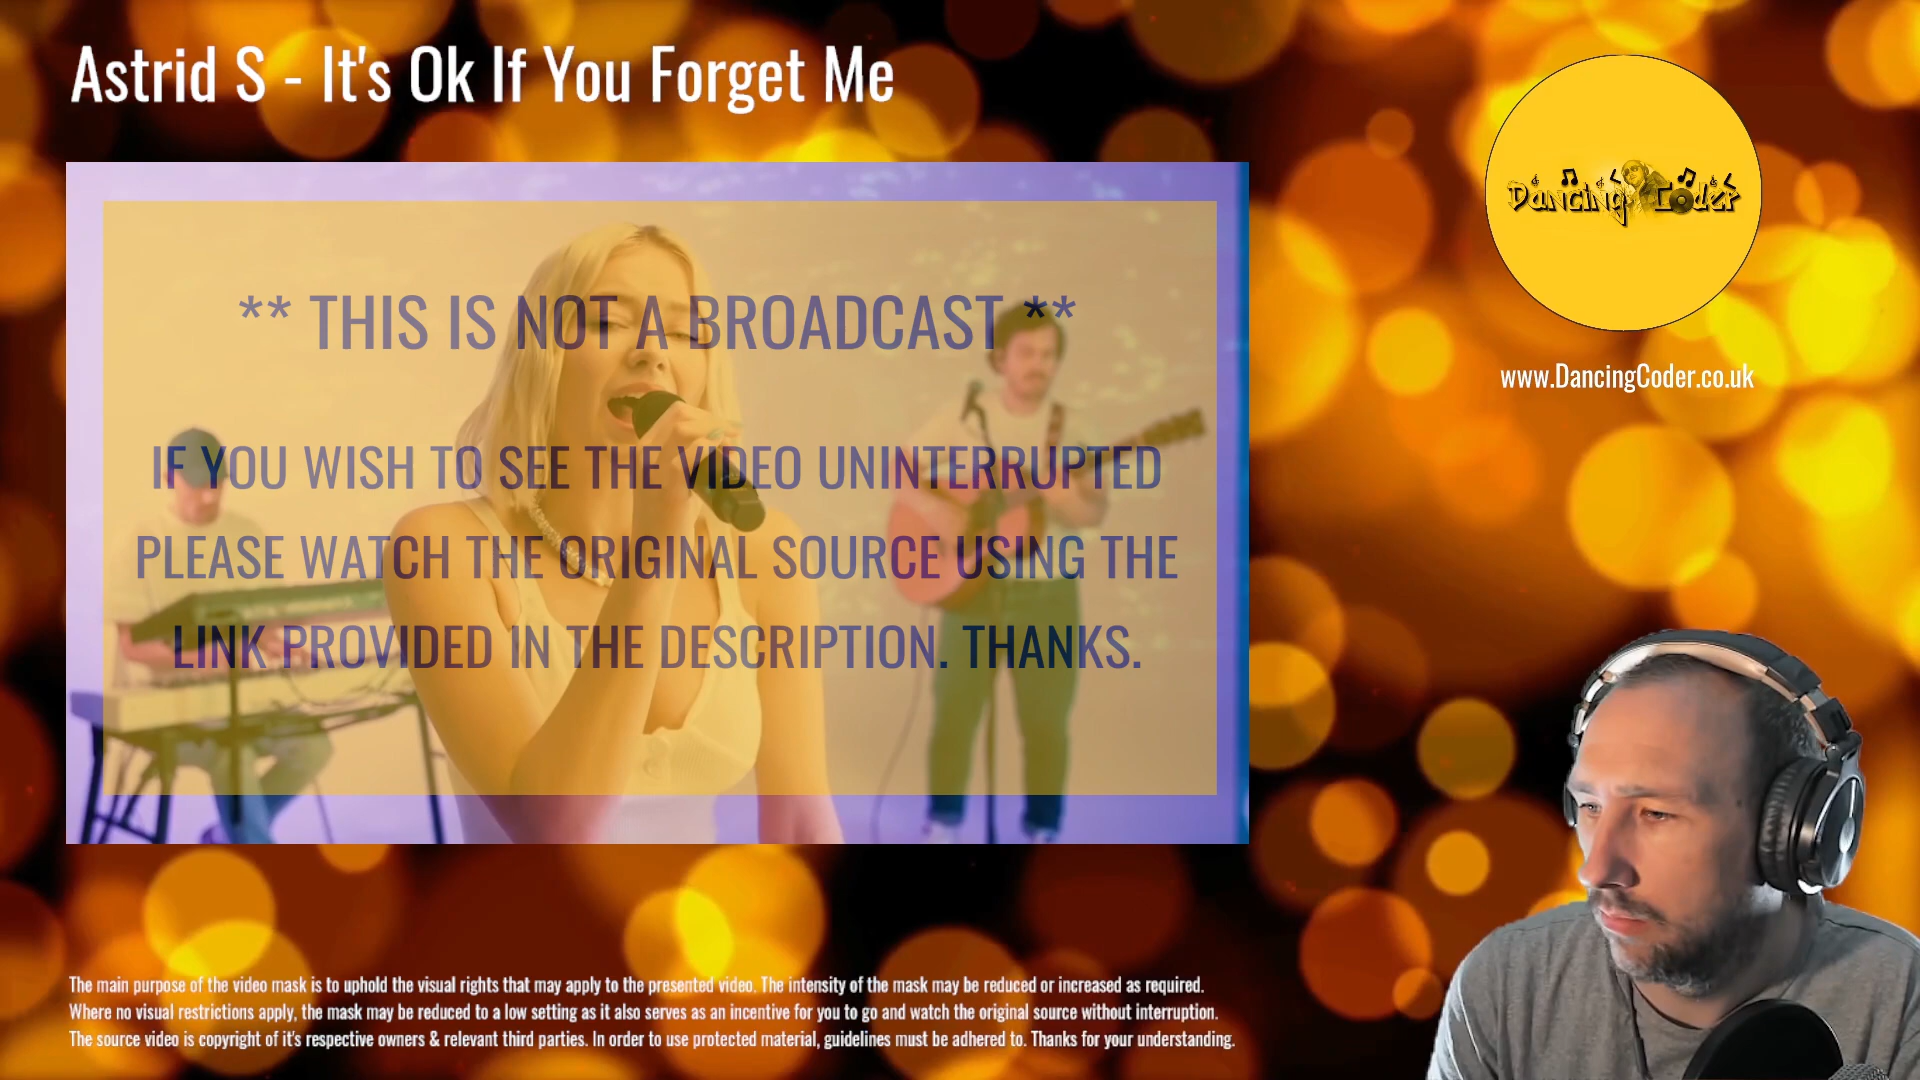 Astrid S - It's Ok If You Forget Me
Dancing Coder
www.DancingCoder.co.uk
** THIS IS NOT A BROADCAST **
IF YOU WISH TO SEE THE VIDEO UNINTERRUPTED
PLEASE WATCH THE ORIGINAL SOURCE USING THE
LINK PROVIDED IN THE DESCRIPTION. THANKS.
The main purpose of the video mask is to uphold the visual rights that may apply to the presented video. The intensity of the mask may be reduced or increased as required.
Where no visual restrictions apply, the mask may be reduced to a low setting as it also serves as an incentive for you to go and watch the original source without interruption.
The source video is copyright of it's respective owners & relevant third parties. In order to use protected material, guidelines must be adhered to. Thanks for your understanding.